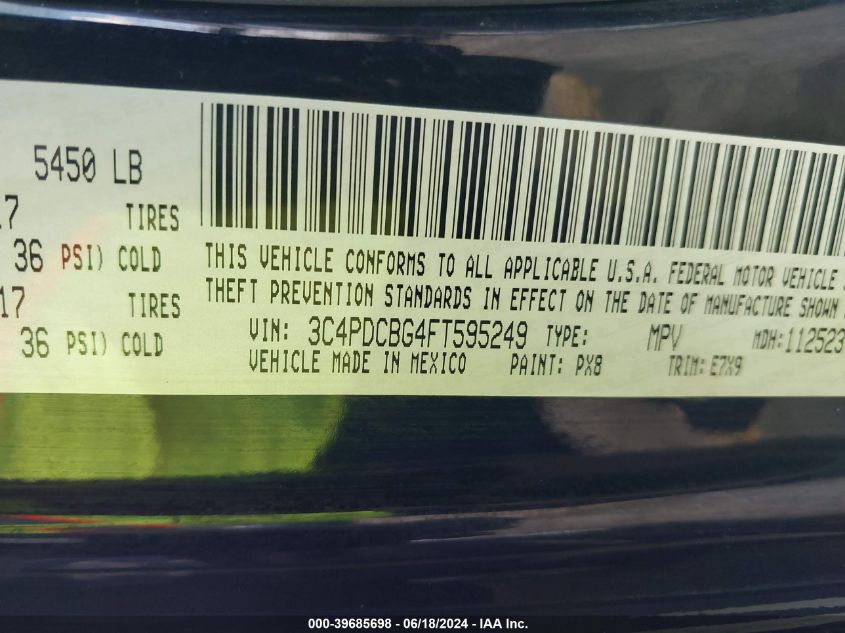 5450 LB
17 TIRES
36 PSI) COLD
17 TIRES
36 PSI) COLD
THIS VEHICLE CONFORMS TO ALL APPLICABLE U.S.A. FEDERAL MOTOR VEHICLE
THEFT PREVENTION STANDARDS IN EFFECT ON THE DATE OF MANUFACTURE SHOWN
VIN: 3C4PDCBG4FT595249 TYPE: MPV MDH: 112523
VEHICLE MADE IN MEXICO PAINT: PX8 TRIM: E7X9
000-39685698 - 06/18/2024 - IAA Inc.